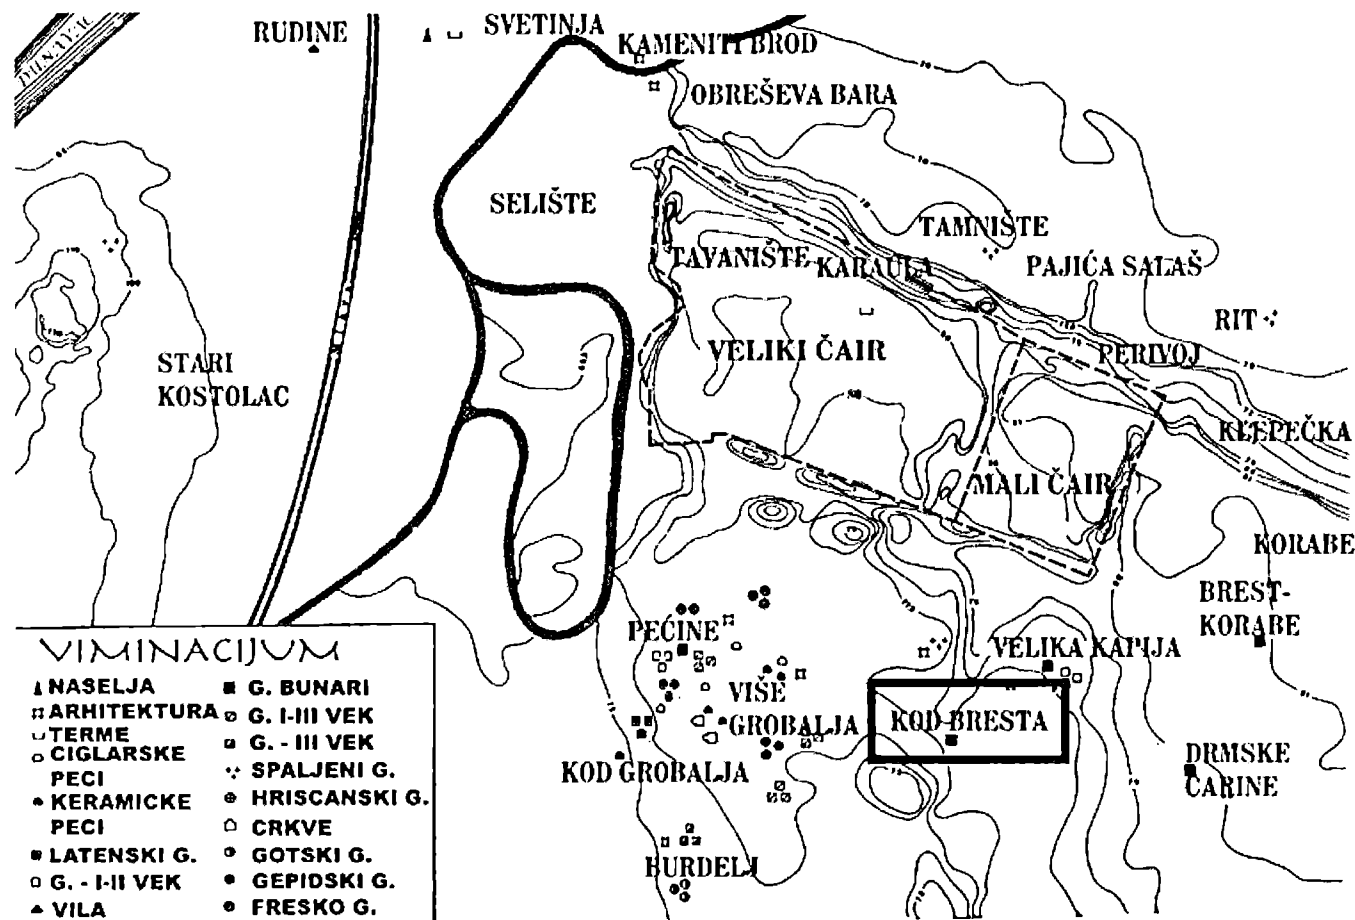 DUNAVAC
RUDINE
SVETINJA
KAMENITI BROD
OBREŠEVA BARA
SELIŠTE
TAMNIŠTE
TAVANIŠTE
KARAULA
PAJIĆA SALAŠ
RIT
STARI
KOSTOLAC
VELIKI ČAIR
PERIVOJ
KLEPEČKA
MALI ČAIR
KORABE
BREST-
KORABE
PEĆINE
VELIKA KAPIJA
VIŠE
GROBALJA
KOD BRESTA
KOD GROBALJA
DRMSKE
CARINE
BURDELJ
VIMINACIJUM
NASELJA
ARHITEKTURA
TERME
CIGLARSKE
PECI
KERAMICKE
PECI
LATENSKI G.
G. - I-II VEK
VILA
G. BUNARI
G. I-III VEK
G. - III VEK
SPALJENI G.
HRISCANSKI G.
CRKVE
GOTSKI G.
GEPIDSKI G.
FRESKO G.